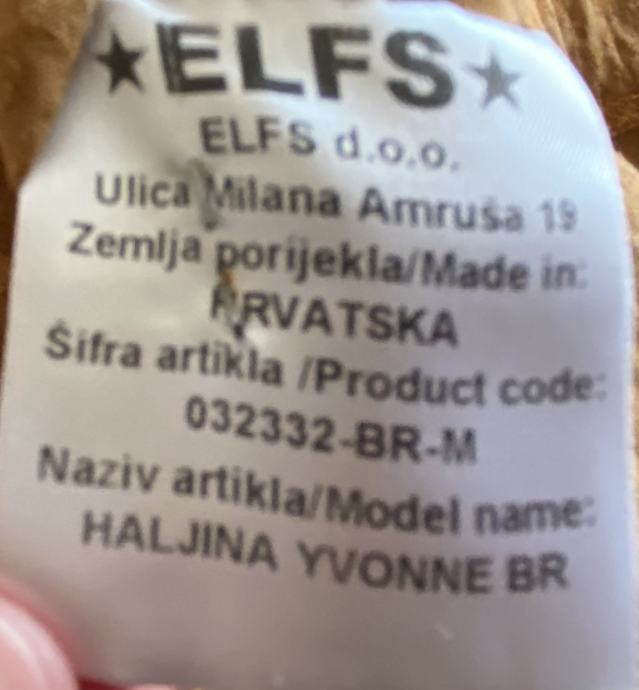 ★ELFS★
ELFS d.o.o.
Ulica Milana Amruša 19
Zemlja porijekla/Made in:
HRVATSKA
Šifra artikla /Product code:
032332-BR-M
Naziv artikla/Model name:
HALJINA YVONNE BR